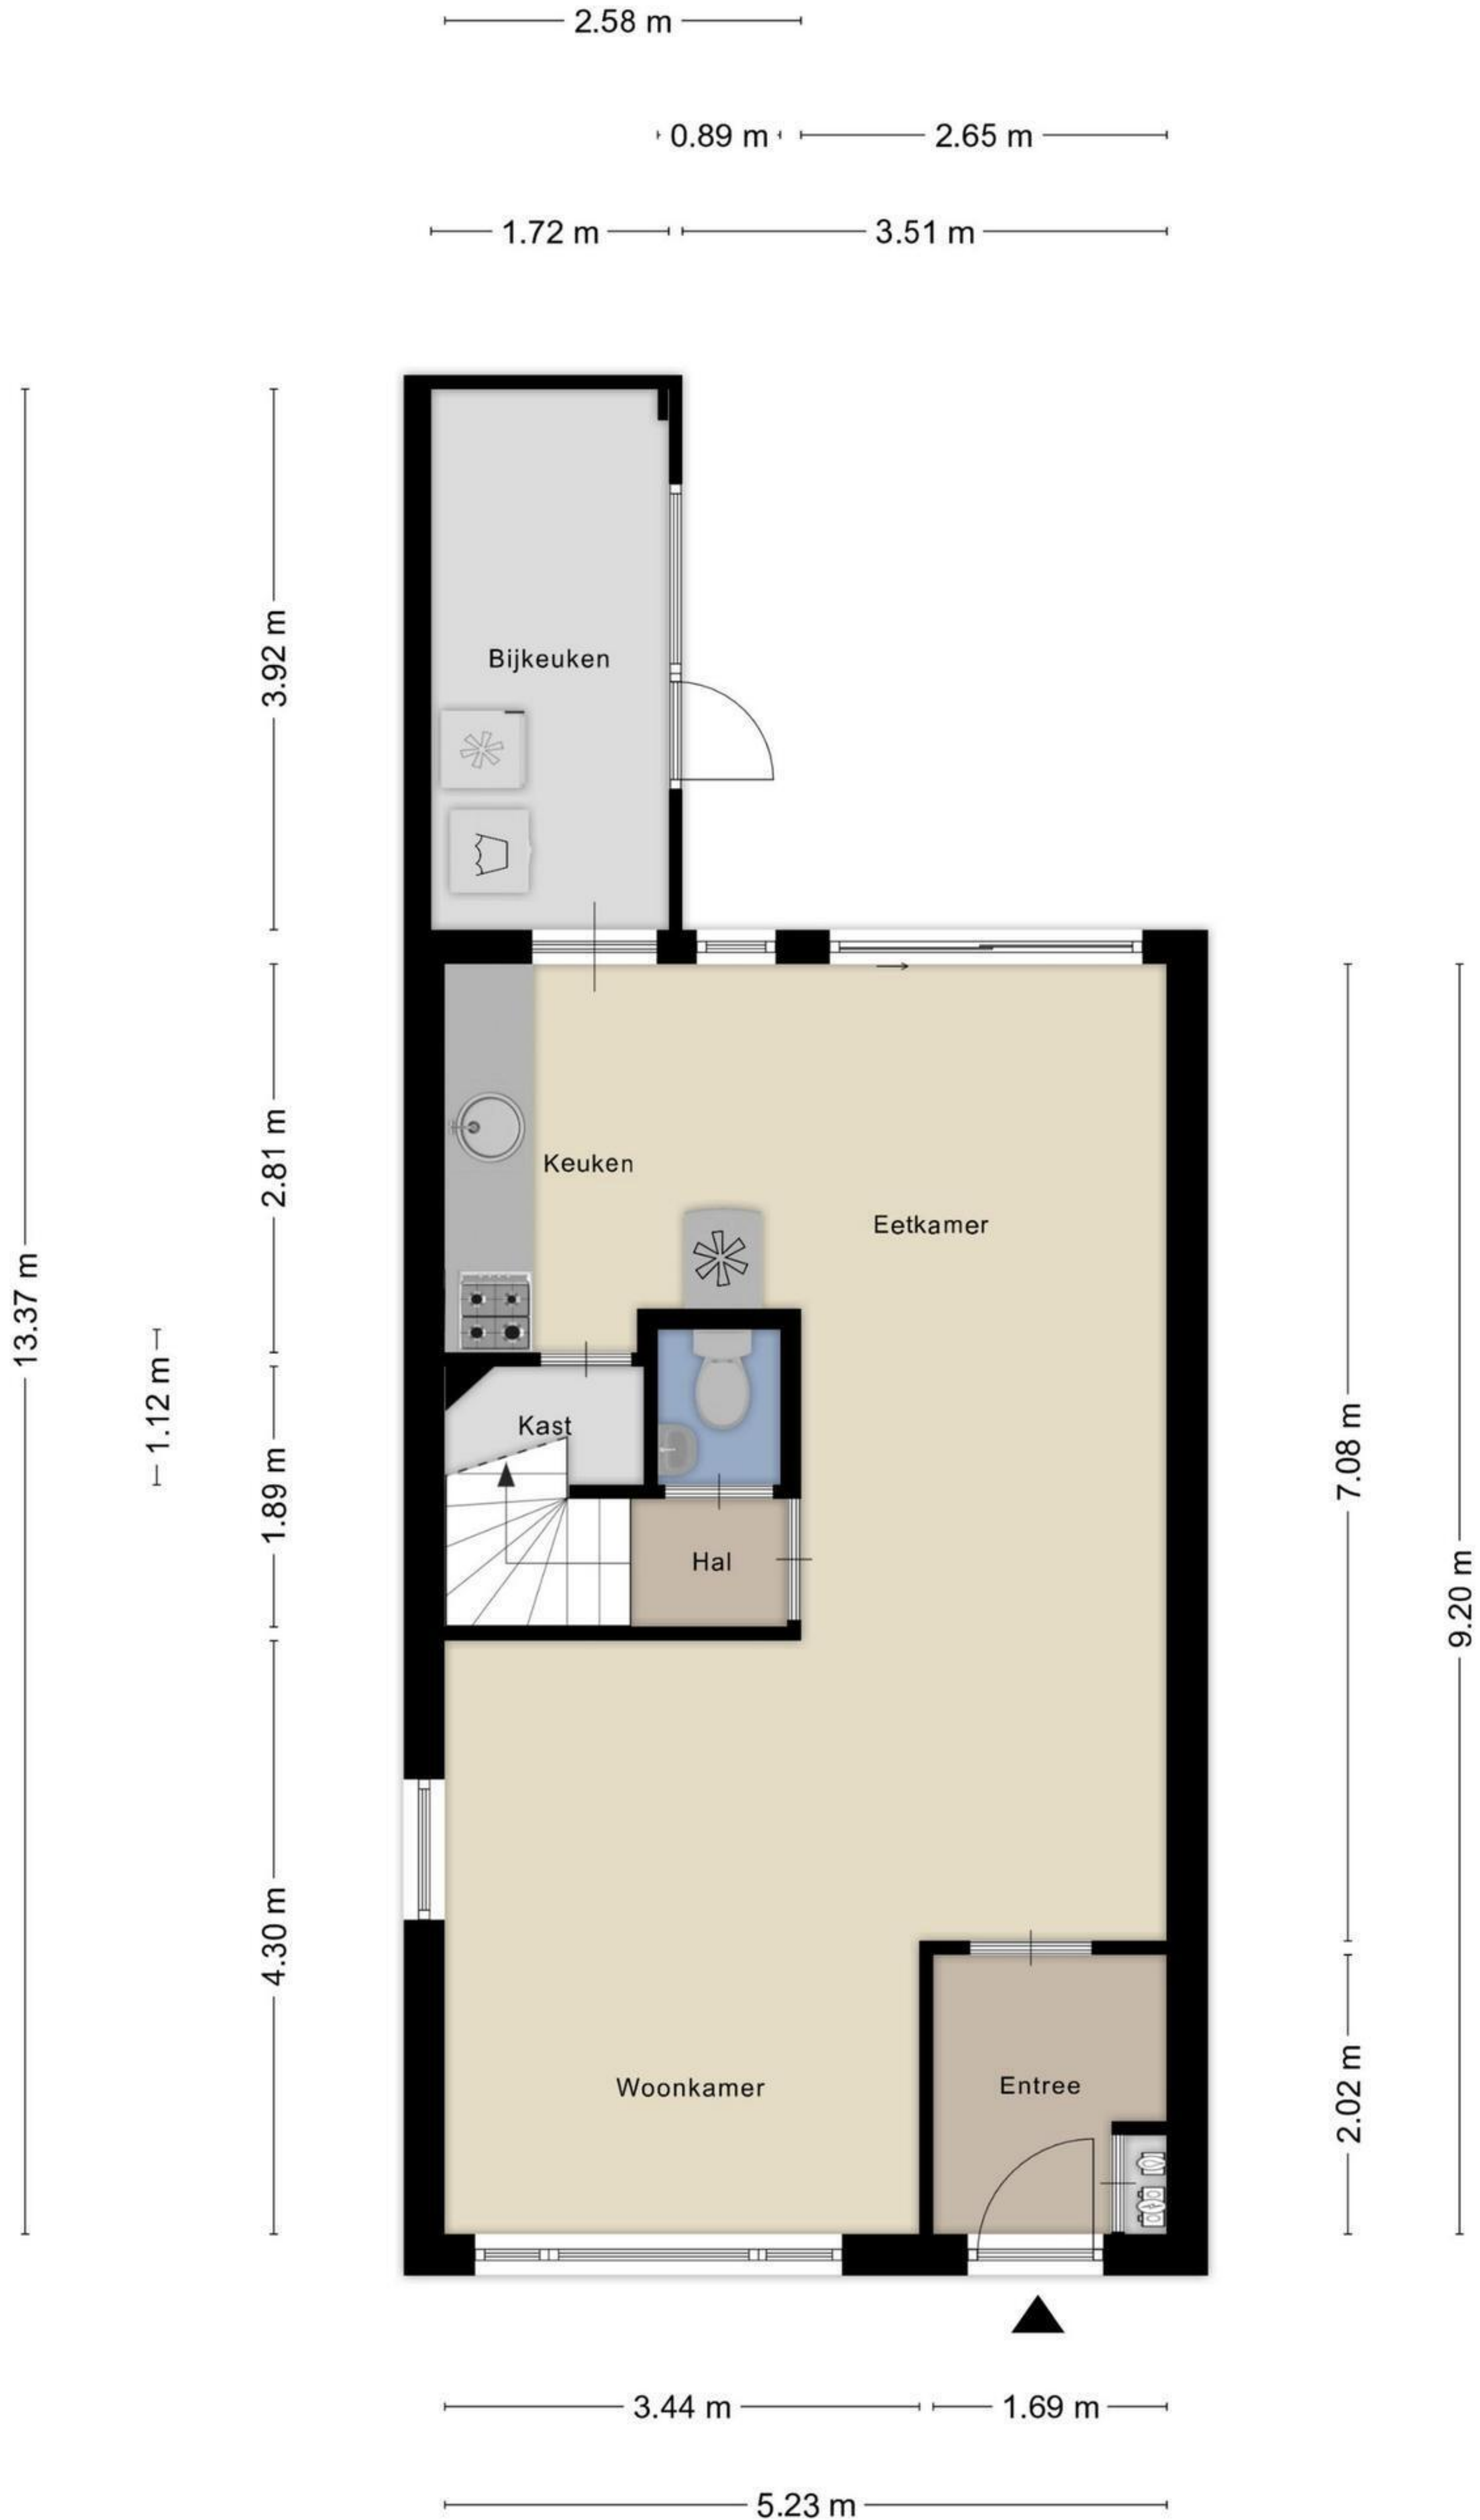 2.58 m
0.89 m
2.65 m
1.72 m
3.51 m
3.92 m
Bijkeuken
2.81 m
Keuken
Eetkamer
13.37 m
1.12 m
Kast
7.08 m
1.89 m
Hal
9.20 m
4.30 m
Woonkamer
Entree
2.02 m
3.44 m
1.69 m
5.23 m